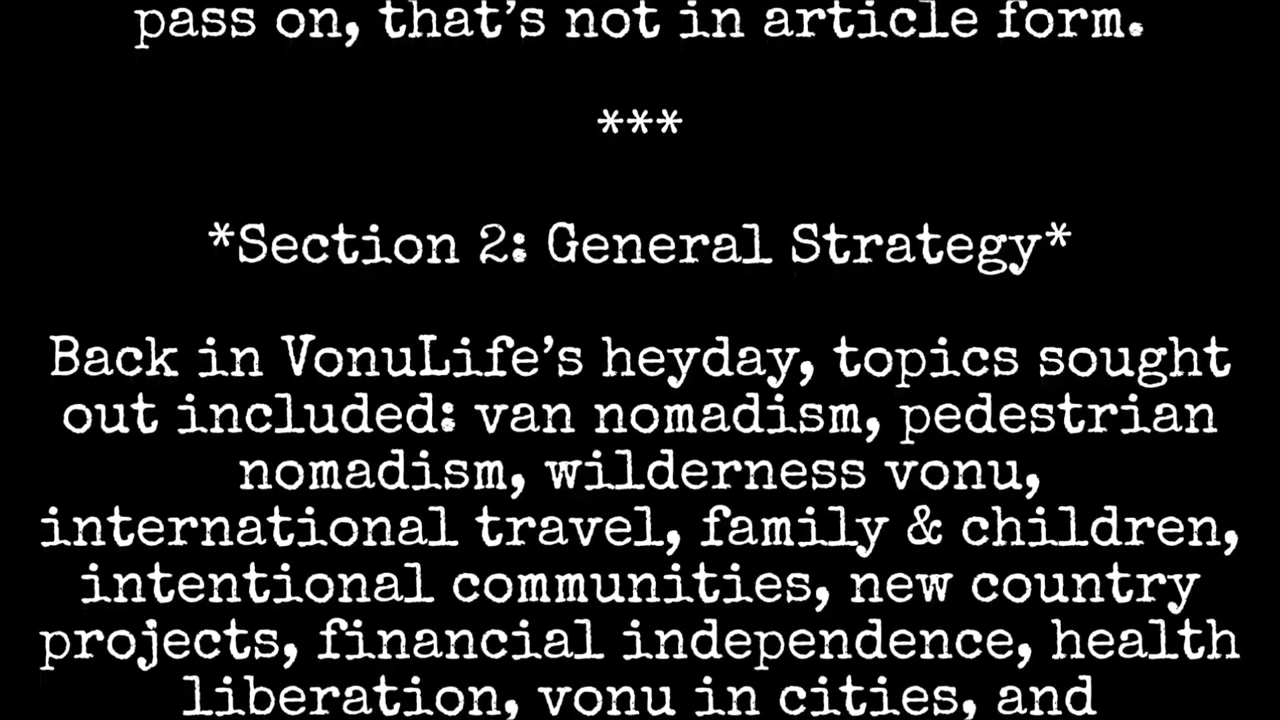 pass on, that's not in article form.
***
*Section 2: General Strategy*
Back in VonuLife's heyday, topics sought
out included: van nomadism, pedestrian
nomadism, wilderness vonu,
international travel, family & children,
intentional communities, new country
projects, financial independence, health
liberation, vonu in cities, and